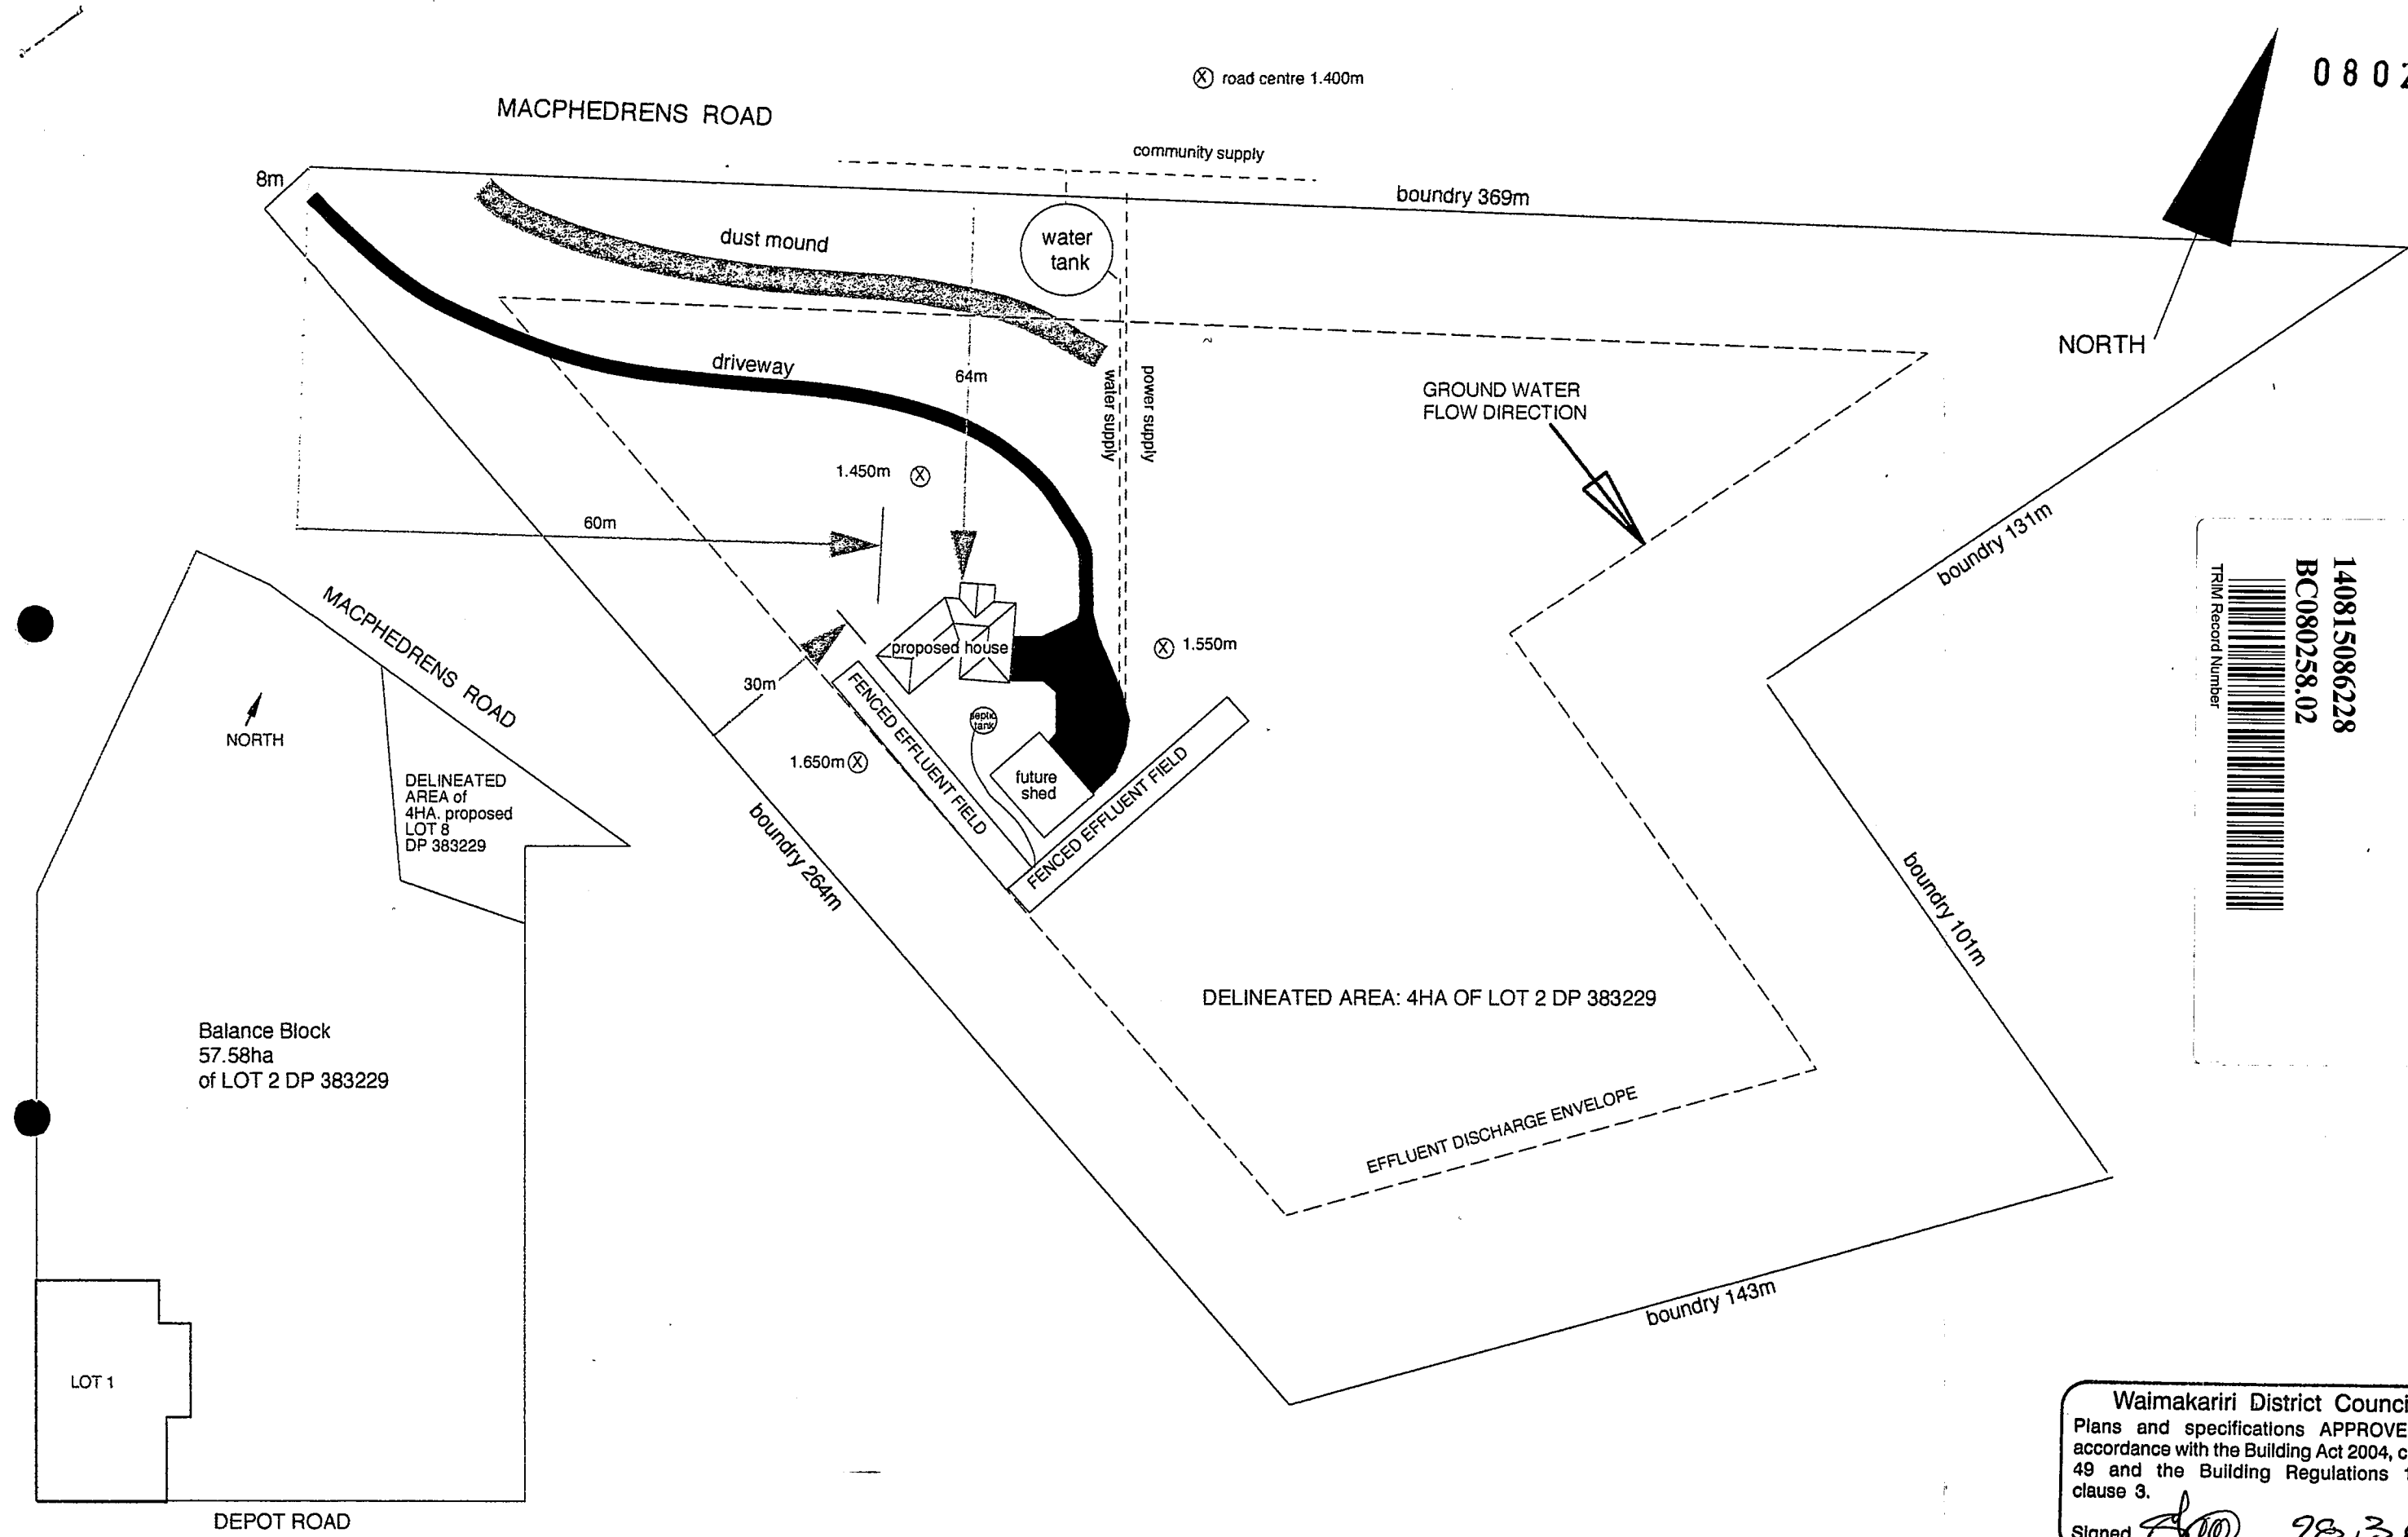 080
MACPHEDRENS ROAD
road centre 1.400m
community supply
8m
boundry 369m
dust mound
water
tank
NORTH
driveway
64m
water supply
power supply
GROUND WATER
FLOW DIRECTION
1.450m
60m
boundry 131m
140815086228
BC080258.02
TRIM Record Number
MACPHEDRENS ROAD
NORTH
proposed house
1.550m
30m
FENCED EFFLUENT FIELD
septic
tank
1.650m
future
shed
FENCED EFFLUENT FIELD
DELINEATED
AREA of
4HA. proposed
LOT 8
DP 383229
boundry 264m
boundry 101m
DELINEATED AREA: 4HA OF LOT 2 DP 383229
Balance Block
57.58ha
of LOT 2 DP 383229
EFFLUENT DISCHARGE ENVELOPE
boundry 143m
LOT 1
DEPOT ROAD
Waimakariri District Counci
Plans and specifications APPROVE
accordance with the Building Act 2004, c
49 and the Building Regulations
clause 3.
Signed